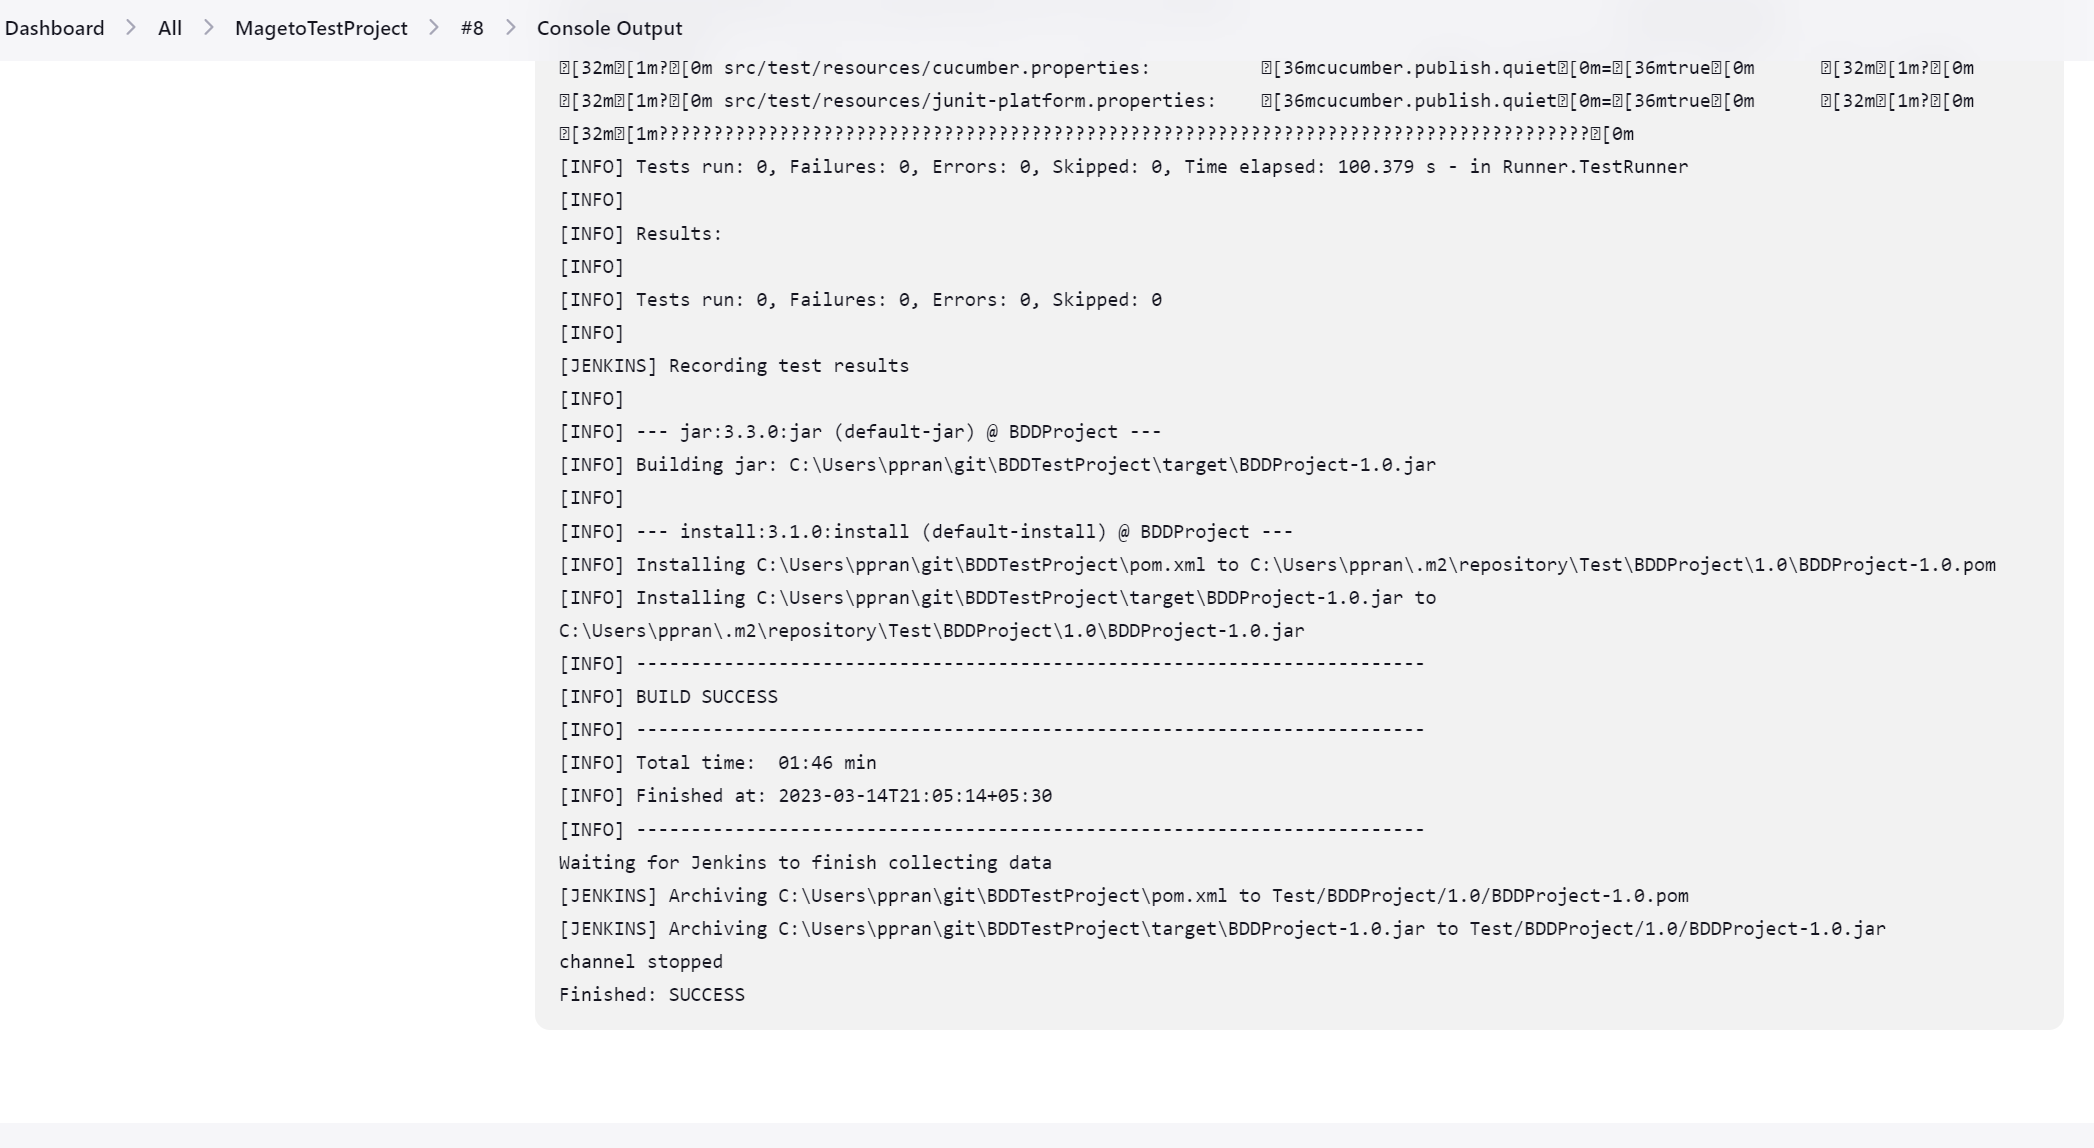 Dashboard > All > MagetoTestProject > #8 > Console Output
⍰[32m⍰[1m?⍰[0m src/test/resources/cucumber.properties:          ⍰[36mcucumber.publish.quiet⍰[0m=⍰[36mtrue⍰[0m      ⍰[32m⍰[1m?⍰[0m
⍰[32m⍰[1m?⍰[0m src/test/resources/junit-platform.properties:    ⍰[36mcucumber.publish.quiet⍰[0m=⍰[36mtrue⍰[0m      ⍰[32m⍰[1m?⍰[0m
⍰[32m⍰[1m?????????????????????????????????????????????????????????????????????????????????????⍰[0m
[INFO] Tests run: 0, Failures: 0, Errors: 0, Skipped: 0, Time elapsed: 100.379 s - in Runner.TestRunner
[INFO]
[INFO] Results:
[INFO]
[INFO] Tests run: 0, Failures: 0, Errors: 0, Skipped: 0
[INFO]
[JENKINS] Recording test results
[INFO]
[INFO] --- jar:3.3.0:jar (default-jar) @ BDDProject ---
[INFO] Building jar: C:\Users\ppran\git\BDDTestProject\target\BDDProject-1.0.jar
[INFO]
[INFO] --- install:3.1.0:install (default-install) @ BDDProject ---
[INFO] Installing C:\Users\ppran\git\BDDTestProject\pom.xml to C:\Users\ppran\.m2\repository\Test\BDDProject\1.0\BDDProject-1.0.pom
[INFO] Installing C:\Users\ppran\git\BDDTestProject\target\BDDProject-1.0.jar to
C:\Users\ppran\.m2\repository\Test\BDDProject\1.0\BDDProject-1.0.jar
[INFO] ------------------------------------------------------------------------
[INFO] BUILD SUCCESS
[INFO] ------------------------------------------------------------------------
[INFO] Total time:  01:46 min
[INFO] Finished at: 2023-03-14T21:05:14+05:30
[INFO] ------------------------------------------------------------------------
Waiting for Jenkins to finish collecting data
[JENKINS] Archiving C:\Users\ppran\git\BDDTestProject\pom.xml to Test/BDDProject/1.0/BDDProject-1.0.pom
[JENKINS] Archiving C:\Users\ppran\git\BDDTestProject\target\BDDProject-1.0.jar to Test/BDDProject/1.0/BDDProject-1.0.jar
channel stopped
Finished: SUCCESS